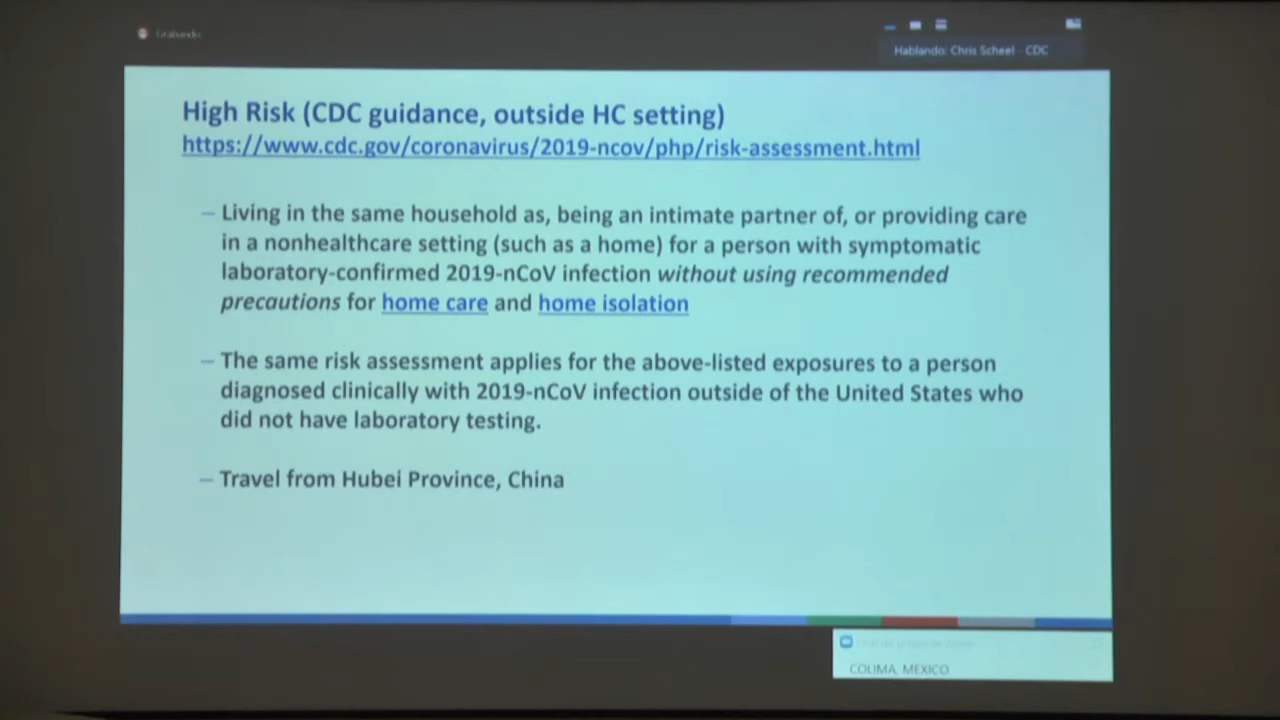 Grabando
Hablando: Chris Scheel - CDC
High Risk (CDC guidance, outside HC setting)
https://www.cdc.gov/coronavirus/2019-ncov/php/risk-assessment.html
– Living in the same household as, being an intimate partner of, or providing care
in a nonhealthcare setting (such as a home) for a person with symptomatic
laboratory-confirmed 2019-nCoV infection without using recommended
precautions for home care and home isolation
– The same risk assessment applies for the above-listed exposures to a person
diagnosed clinically with 2019-nCoV infection outside of the United States who
did not have laboratory testing.
– Travel from Hubei Province, China
COLIMA, MEXICO